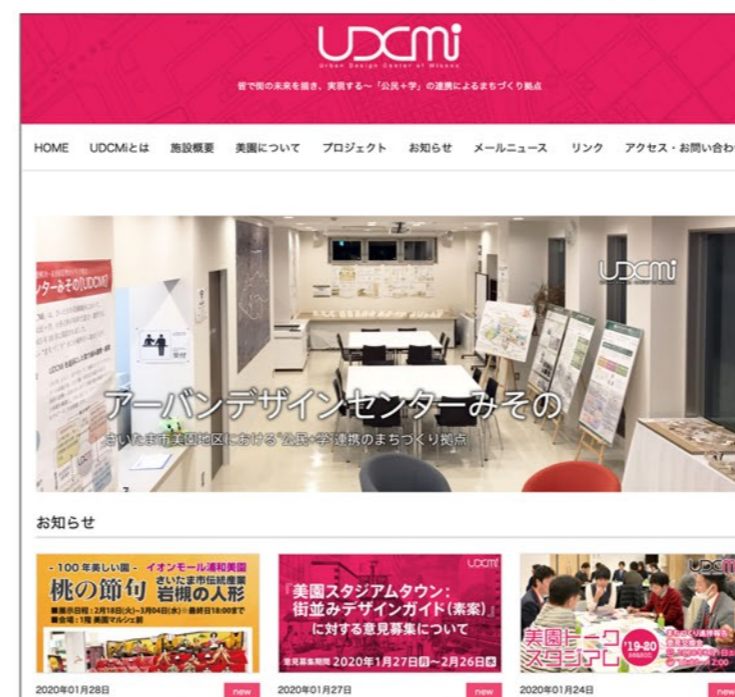 UDCMi
Urban Design Center of Misono
皆で街の未来を描き、実現する~「公民+学」の連携によるまちづくり拠点
HOME UDCMiとは 施設概要 美園について プロジェクト お知らせ メールニュース リンク アクセス・お問い合わ
ンターみその[UDCMi]
受付
UDCMi
アーバンデザインセンターみその
さいたま市美園地区における“公民+学”連携のまちづくり拠点
お知らせ
- 100 年美しい園 - イオンモール浦和美園
桃の節句 さいたま市伝統産業
岩槻の人形
■展示日程:2月18日(火)~3月04日(水)※最終日18:00まで
■会場:1階 美園マルシェ前
UDCMi
『美園スタジアムタウン:
街並みデザインガイド(素案)』
に対する意見募集について
意見募集期間 2020年1月27日月~2月26日水
UDCMi
美園トーク
スタジアム
'19-20
2020年01月28日 new
2020年01月27日 new
2020年01月24日 new